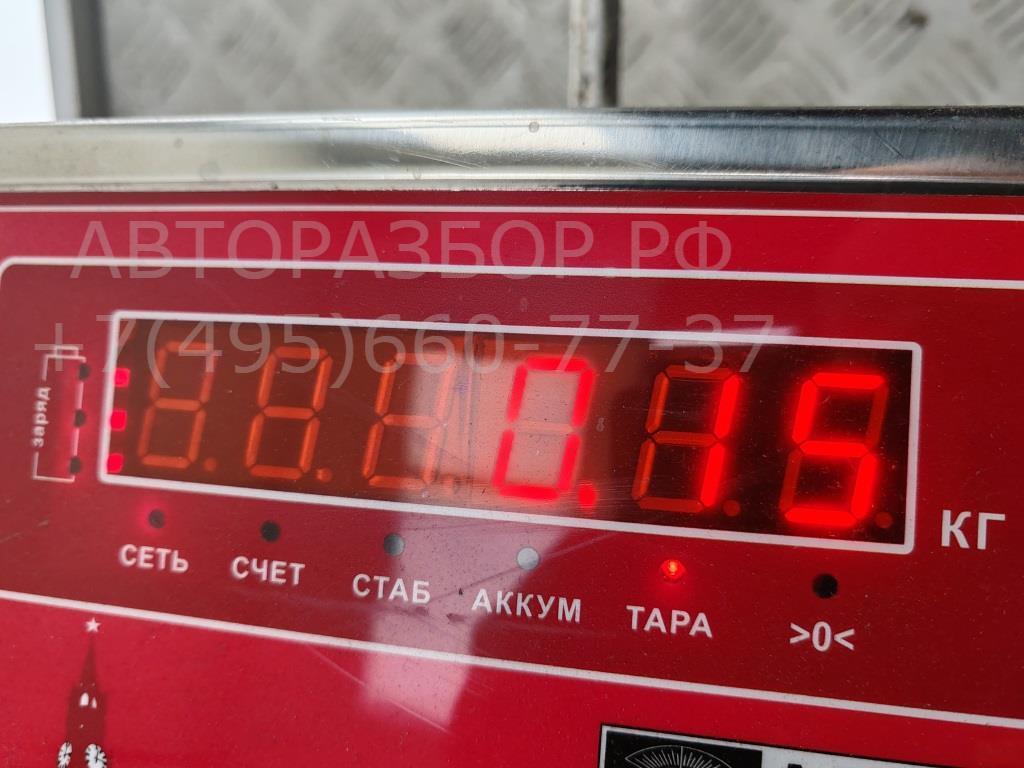 АВТОРАЗБОР.РФ
+7(495)660-77-37
заряд
0.15
КГ
СЕТЬ СЧЕТ СТАБ АККУМ ТАРА >0<